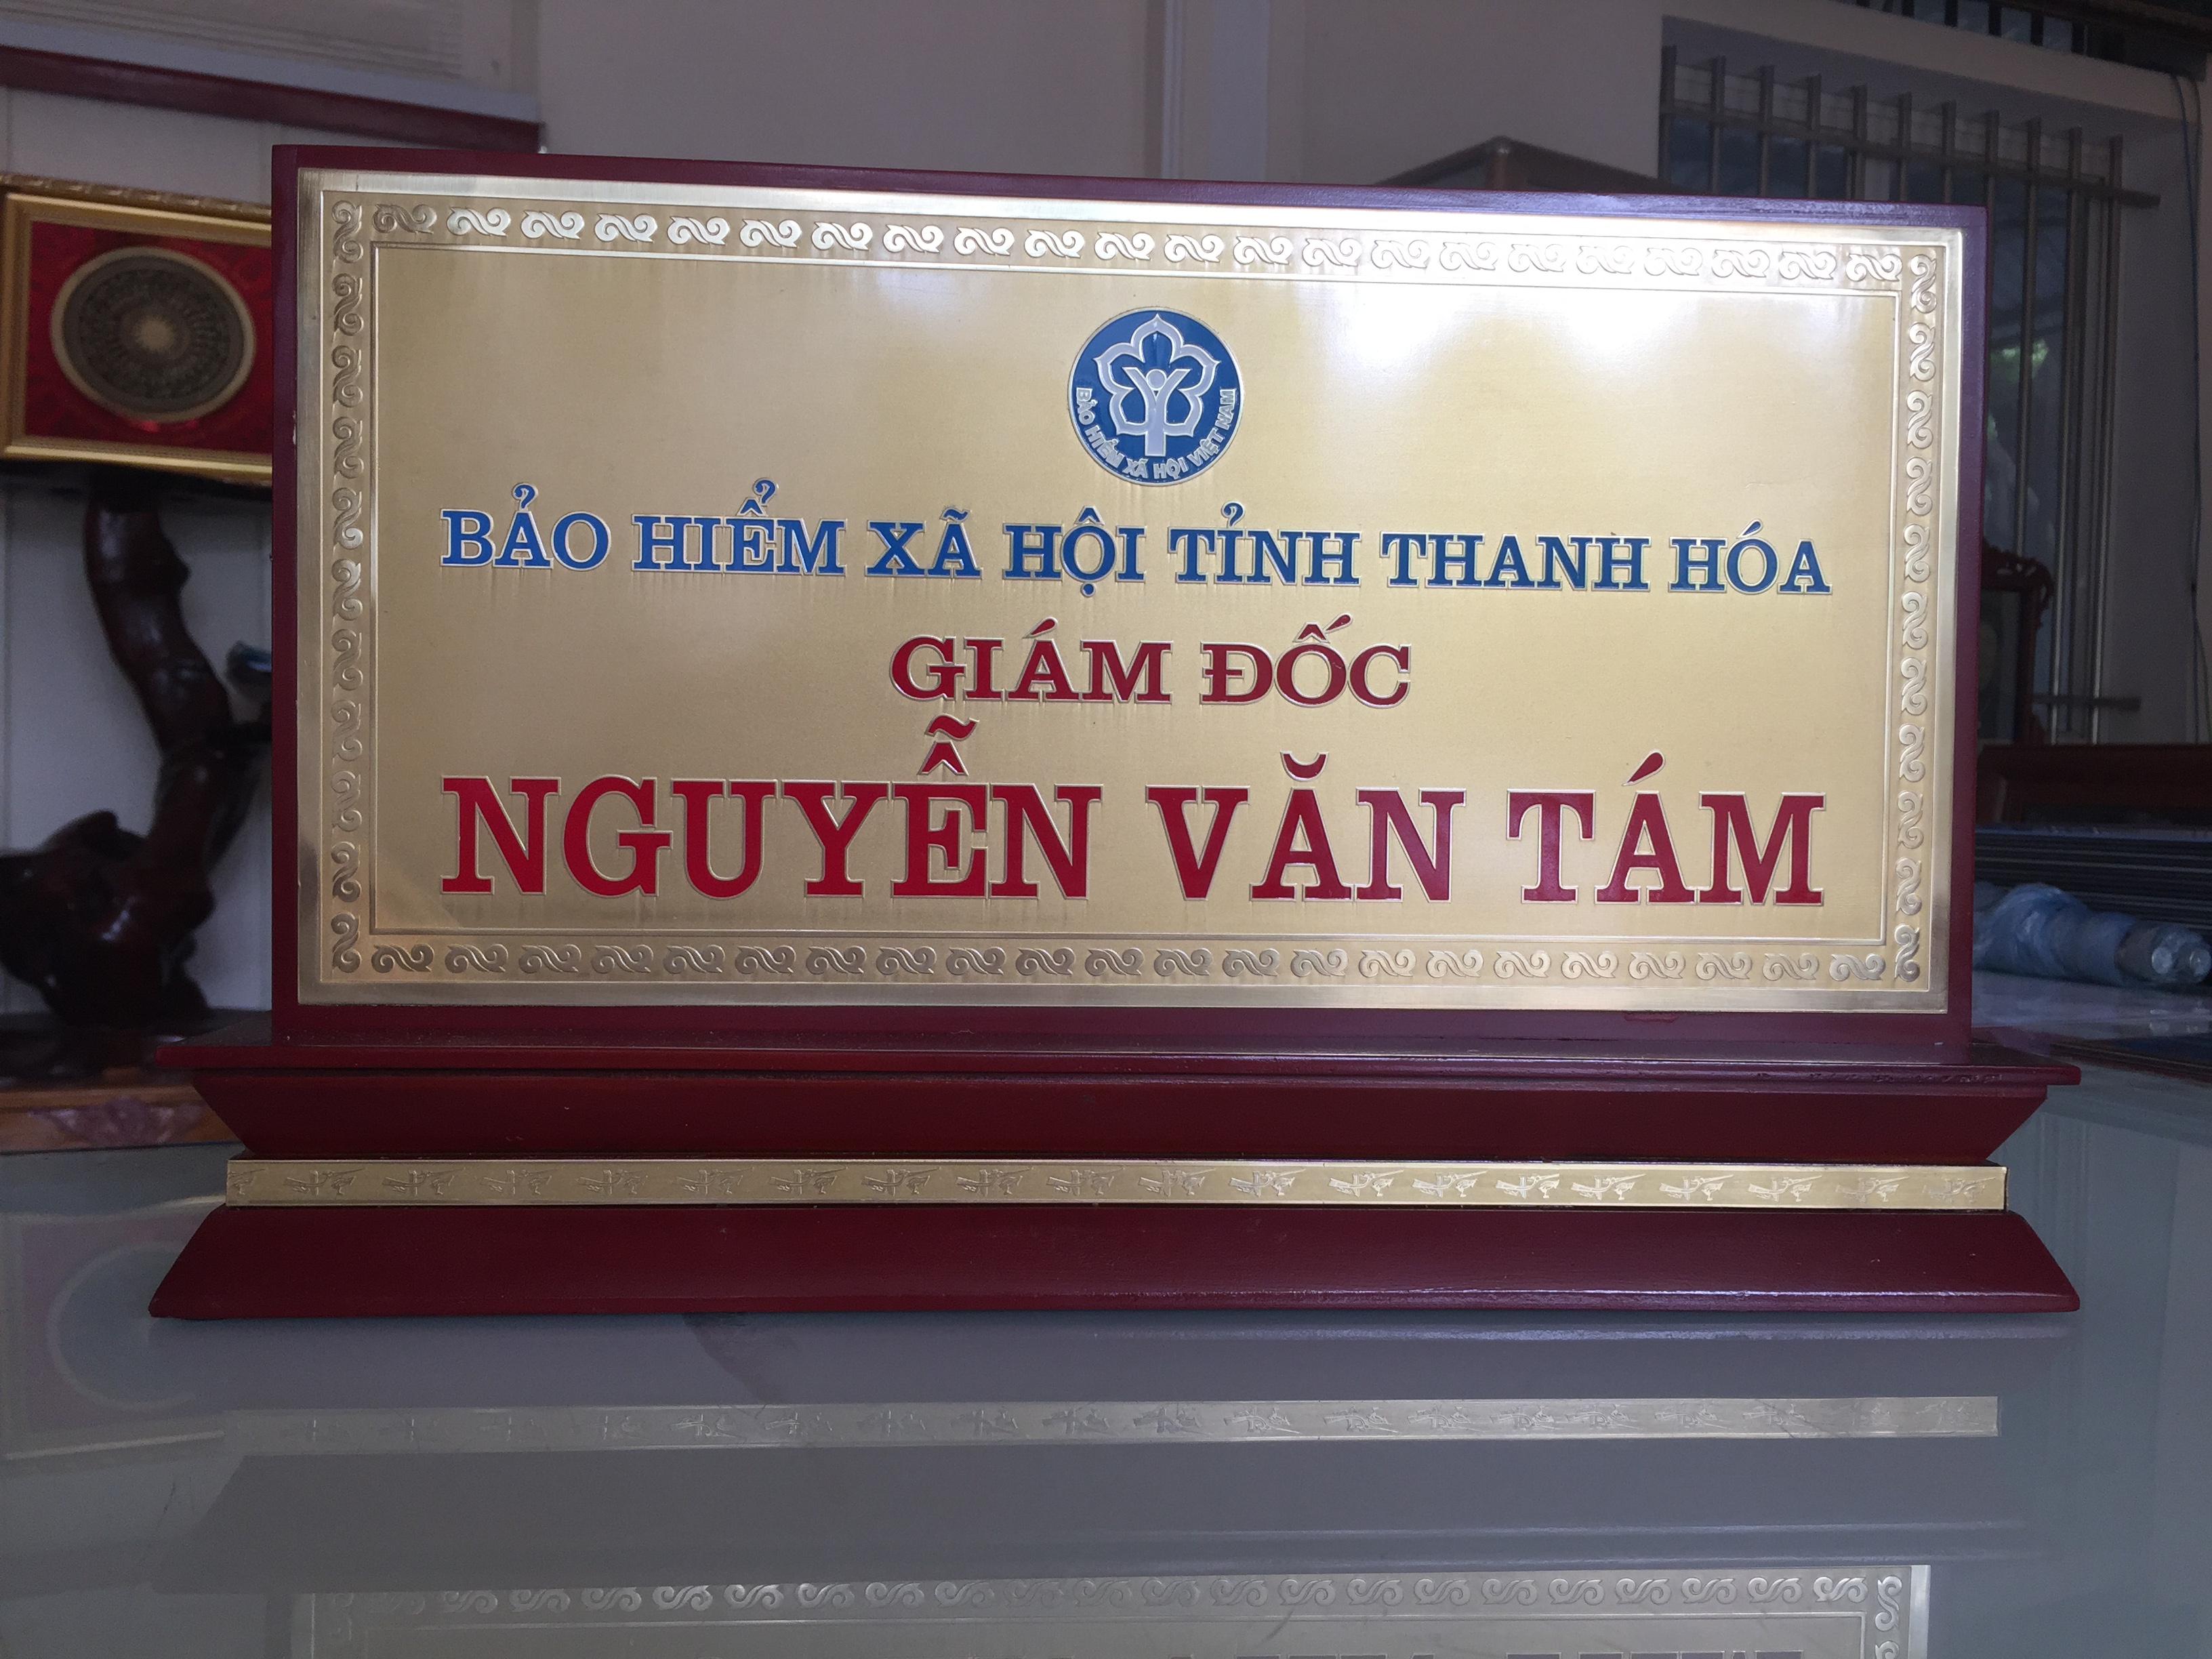 BẢO HIỂM XÃ HỘI VIỆT NAM
BẢO HIỂM XÃ HỘI TỈNH THANH HÓA
GIÁM ĐỐC
NGUYỄN VĂN TÁM